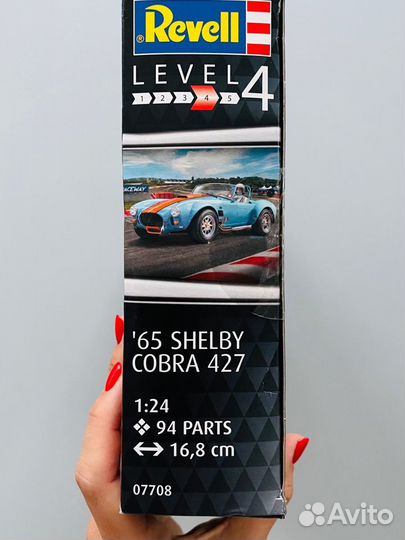 Revell
LEVEL 4
1 2 3 4 5
RACEWAY
'65 SHELBY
COBRA 427
1:24
94 PARTS
16,8 cm
07708
Avito